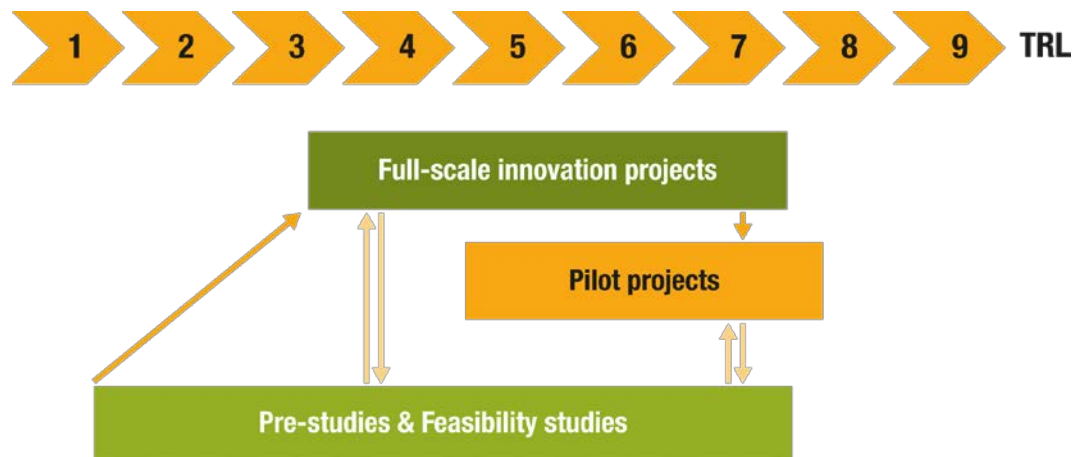 1 2 3 4 5 6 7 8 9 TRL
Full-scale innovation projects
Pilot projects
Pre-studies & Feasibility studies